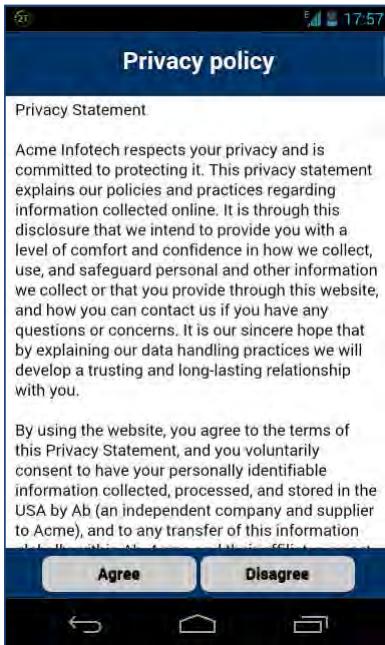 17:57
Privacy policy
Privacy Statement
Acme Infotech respects your privacy and is
committed to protecting it. This privacy statement
explains our policies and practices regarding
information collected online. It is through this
disclosure that we intend to provide you with a
level of comfort and confidence in how we collect,
use, and safeguard personal and other information
we collect or that you provide through this website,
and how you can contact us if you have any
questions or concerns. It is our sincere hope that
by explaining our data handling practices we will
develop a trusting and long-lasting relationship
with you.
By using the website, you agree to the terms of
this Privacy Statement, and you voluntarily
consent to have your personally identifiable
information collected, processed, and stored in the
USA by Ab (an independent company and supplier
to Acme), and to any transfer of this information
Agree Disagree